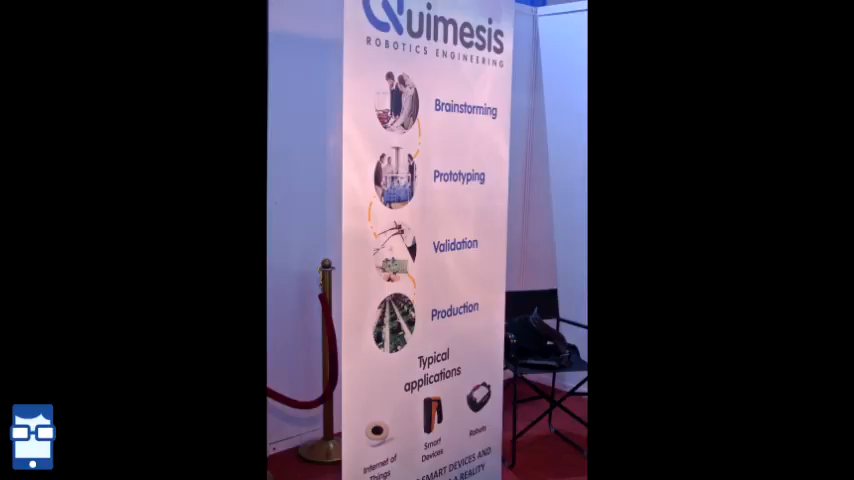 Quimesis
ROBOTICS ENGINEERING
Brainstorming
Prototyping
Validation
Production
Typical
applications
Internet of
Things
Smart
Devices
Robots
SMART DEVICES AND
A REALITY